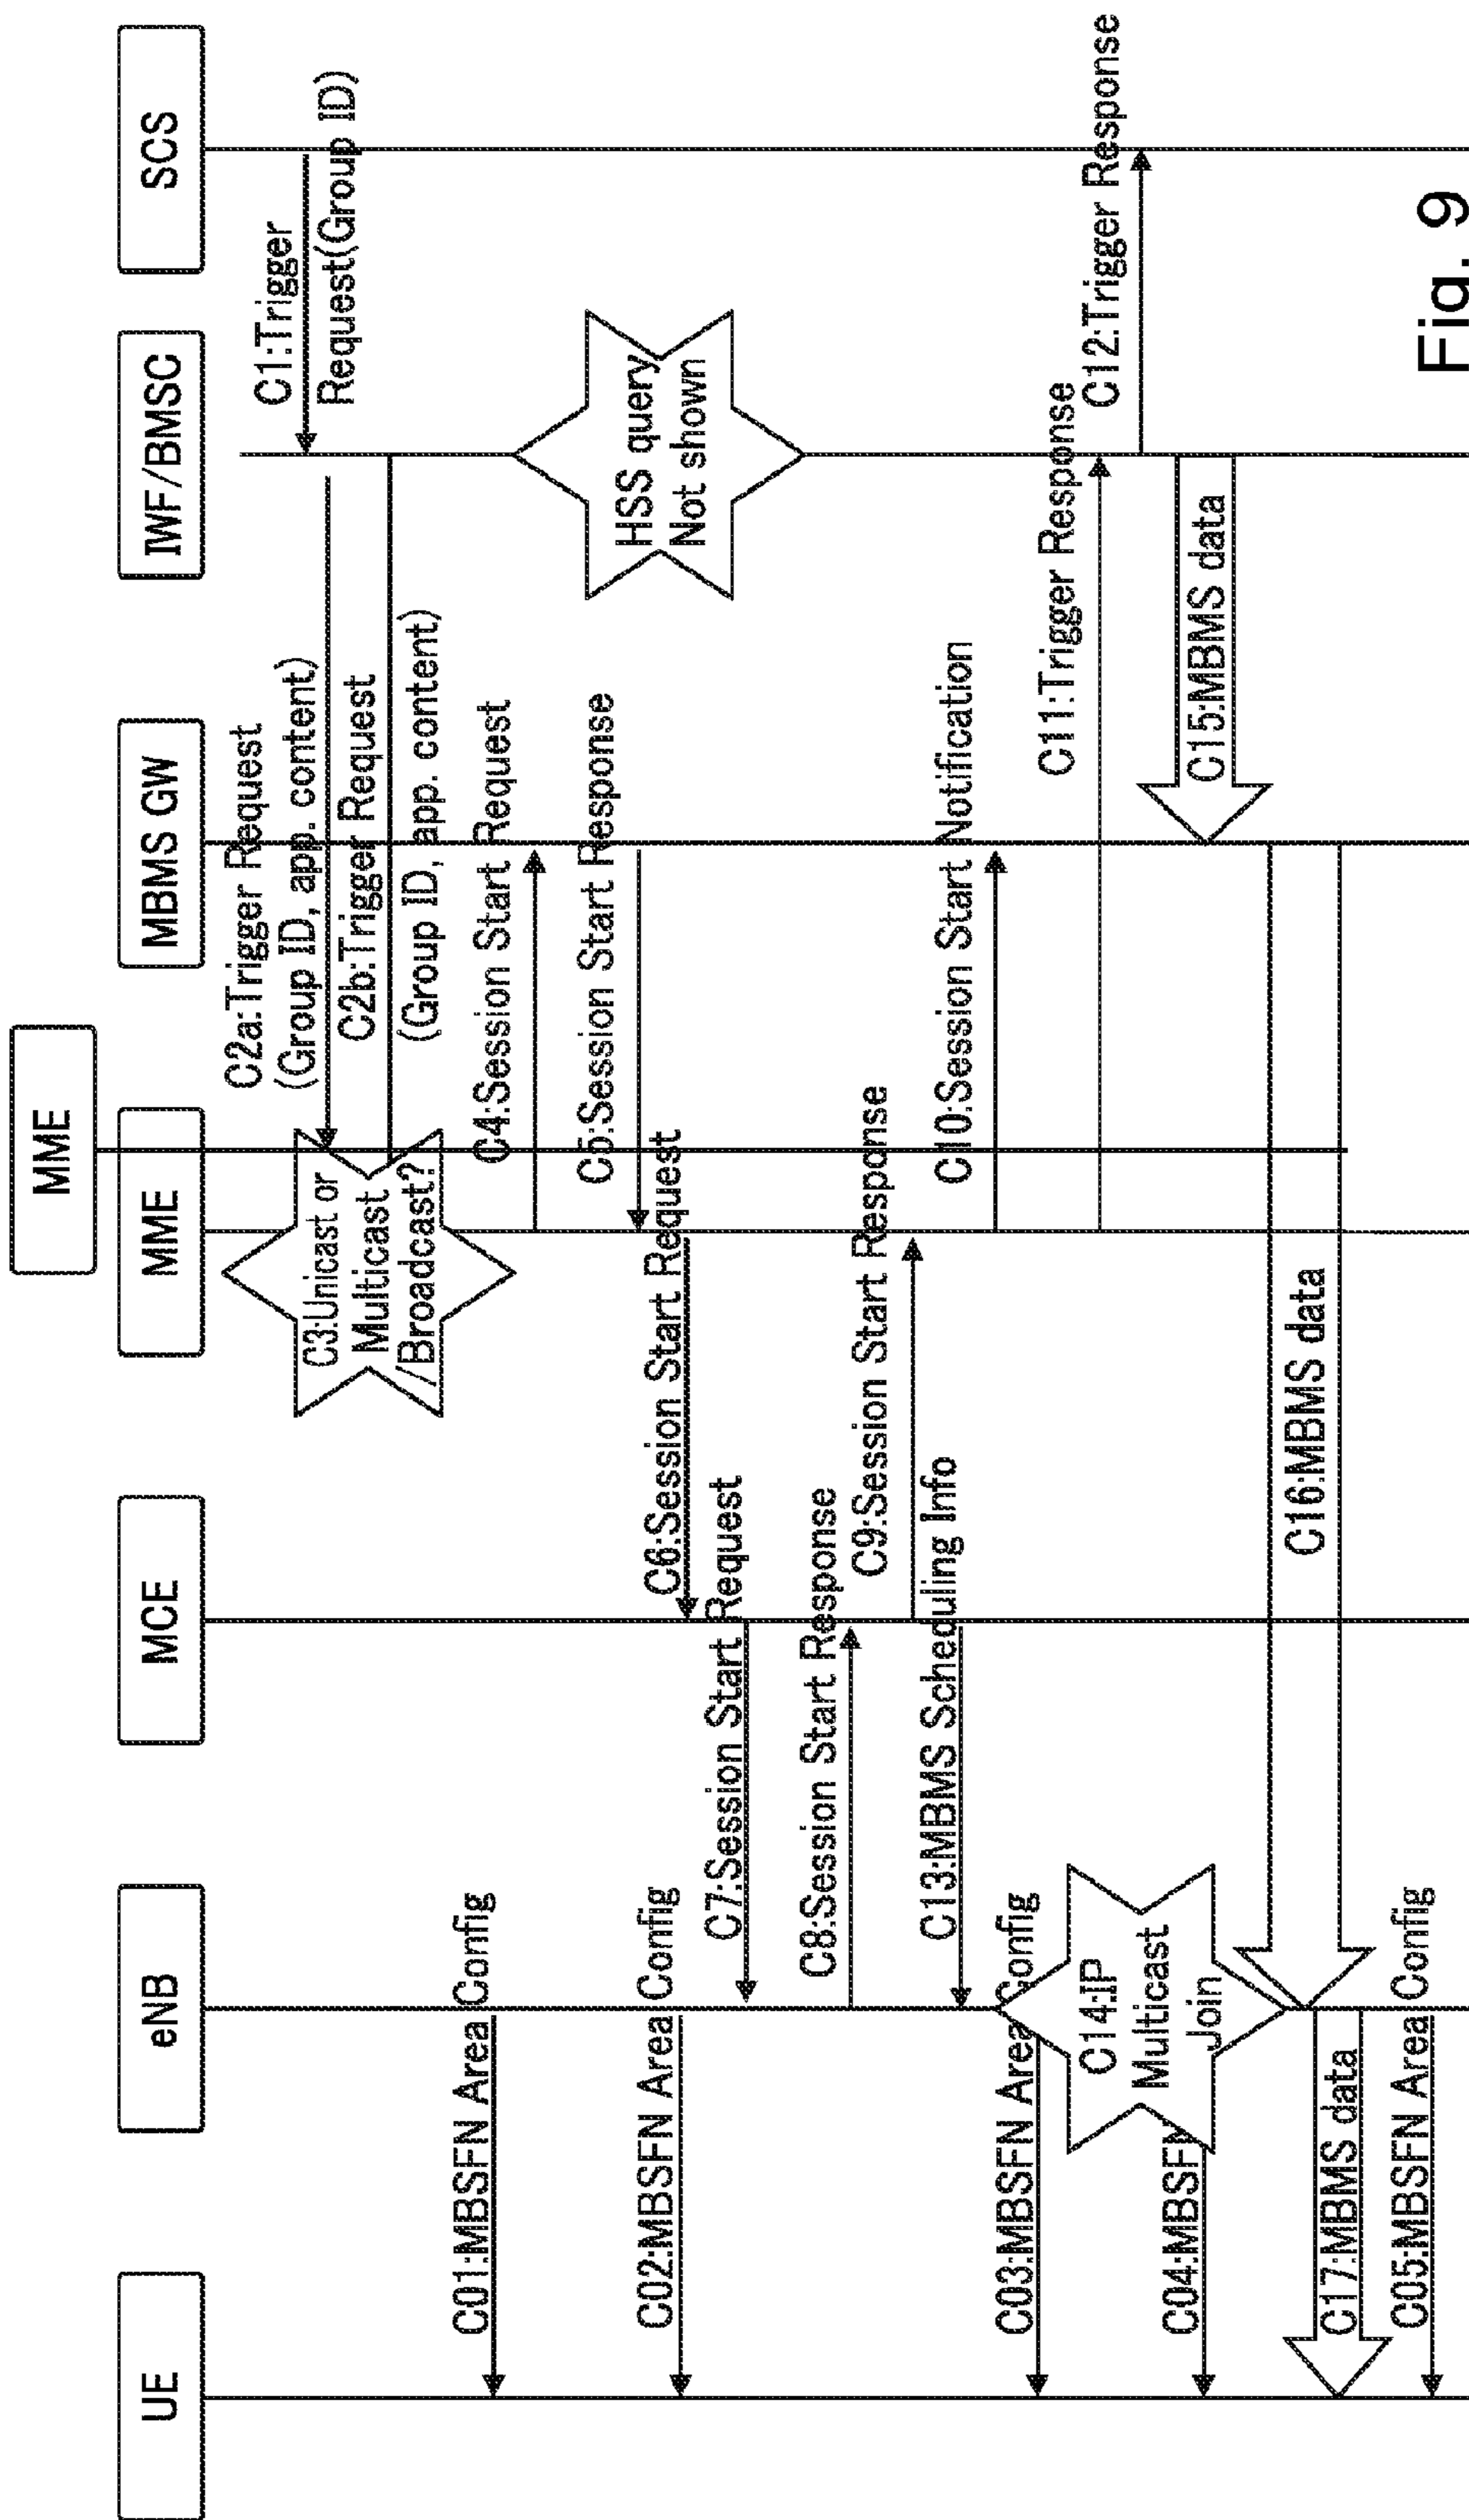 MME
UE
eNB
MCE
MME
MBMS GW
IWF/BMSC
SCS
C1:Trigger
Request(Group ID)
C2a:Trigger Request
(Group ID, app. content)
C2b:Trigger Request
(Group ID, app. content)
C3:Unicast or
Multicast
/Broadcast?
HSS query
Not shown
C01:MBSFN Area Config
C4:Session Start Request
C5:Session Start Response
C02:MBSFN Area Config
C6:Session Start Request
C7:Session Start Request
C8:Session Start Response
C9:Session Start Response
C13:MBMS Scheduling Info
C10:Session Start Notification
C03:MBSFN Area Config
C11:Trigger Response
C12:Trigger Response
C14:IP
Multicast
Join
C04:MBSFN
C15:MBMS data
C16:MBMS data
C17:MBMS data
C05:MBSFN Area Config
Fig. 9